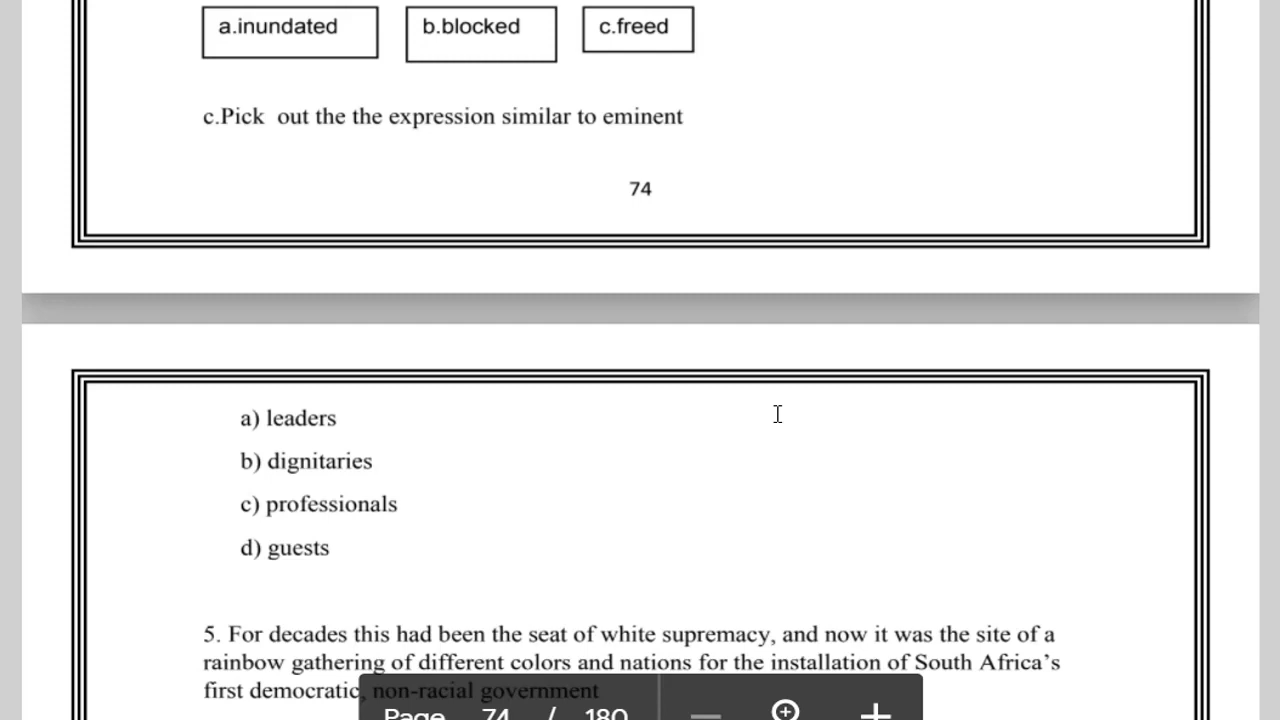 a.inundated b.blocked c.freed
c.Pick out the the expression similar to eminent
74
a) leaders
b) dignitaries
c) professionals
d) guests
5. For decades this had been the seat of white supremacy, and now it was the site of a
rainbow gathering of different colors and nations for the installation of South Africa’s
first democratic, non-racial government
Page 74 / 180